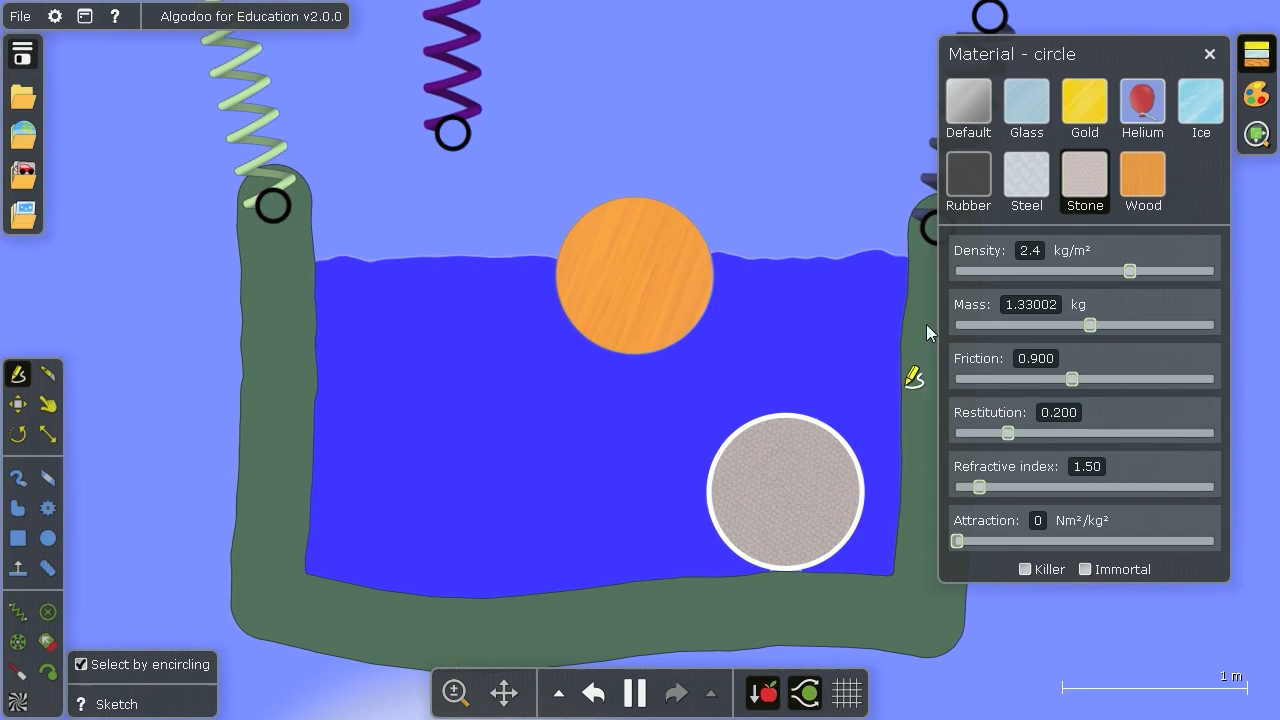 File ? Algodoo for Education v2.0.0
Material - circle
Default Glass Gold Helium Ice
Rubber Steel Stone Wood
Density: 2.4 kg/m²
Mass: 1.33002 kg
Friction: 0.900
Restitution: 0.200
Refractive index: 1.50
Attraction: 0 Nm²/kg²
Killer Immortal
Select by encircling
? Sketch
1 m